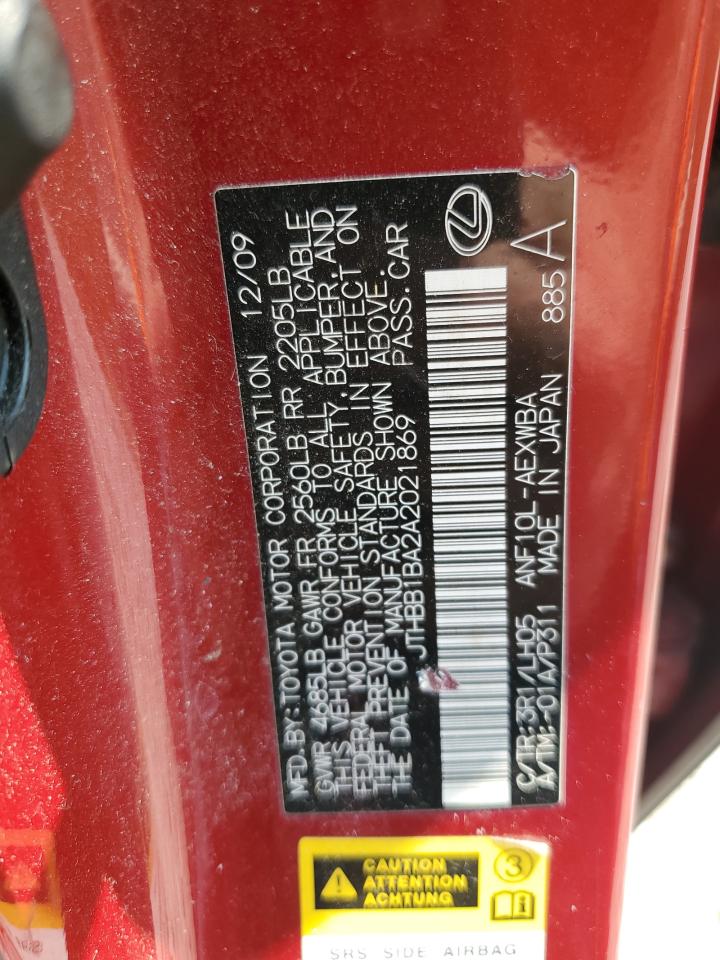 MFD.BY: TOYOTA MOTOR CORPORATION 12/09
GVWR 4685LB GAWR FR 2560LB RR 2205LB
THIS VEHICLE CONFORMS TO ALL APPLICABLE
FEDERAL MOTOR VEHICLE SAFETY, BUMPER, AND
THEFT PREVENTION STANDARDS IN EFFECT ON
THE DATE OF MANUFACTURE SHOWN ABOVE.
JTHBB1BA2A2021869 PASS.CAR
C/TR: 3R1/LH05 ANF10L-AEXWBA 885 A
A/TM: -01A/P311 MADE IN JAPAN
CAUTION
ATTENTION
ACHTUNG
3
i
SRS SIDE AIRBAG